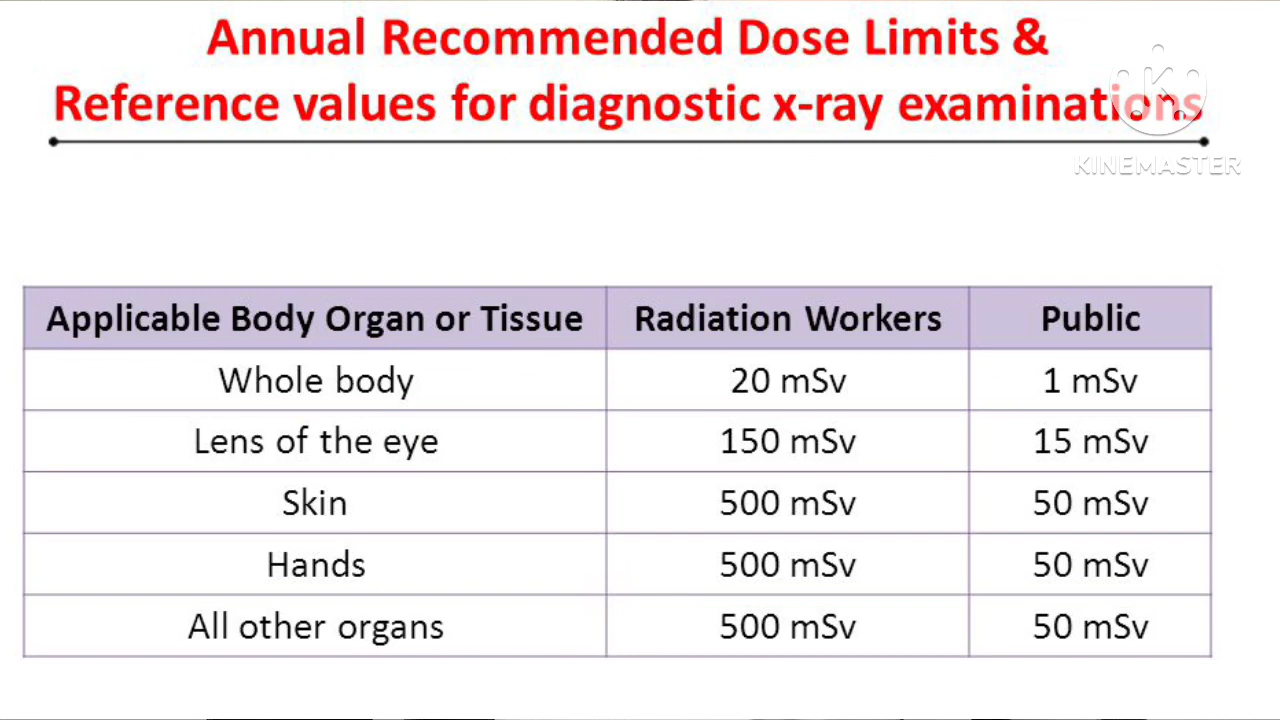 Annual Recommended Dose Limits &
Reference values for diagnostic x-ray examinations
KINEMASTER
Applicable Body Organ or Tissue Radiation Workers Public
Whole body 20 mSv 1 mSv
Lens of the eye 150 mSv 15 mSv
Skin 500 mSv 50 mSv
Hands 500 mSv 50 mSv
All other organs 500 mSv 50 mSv